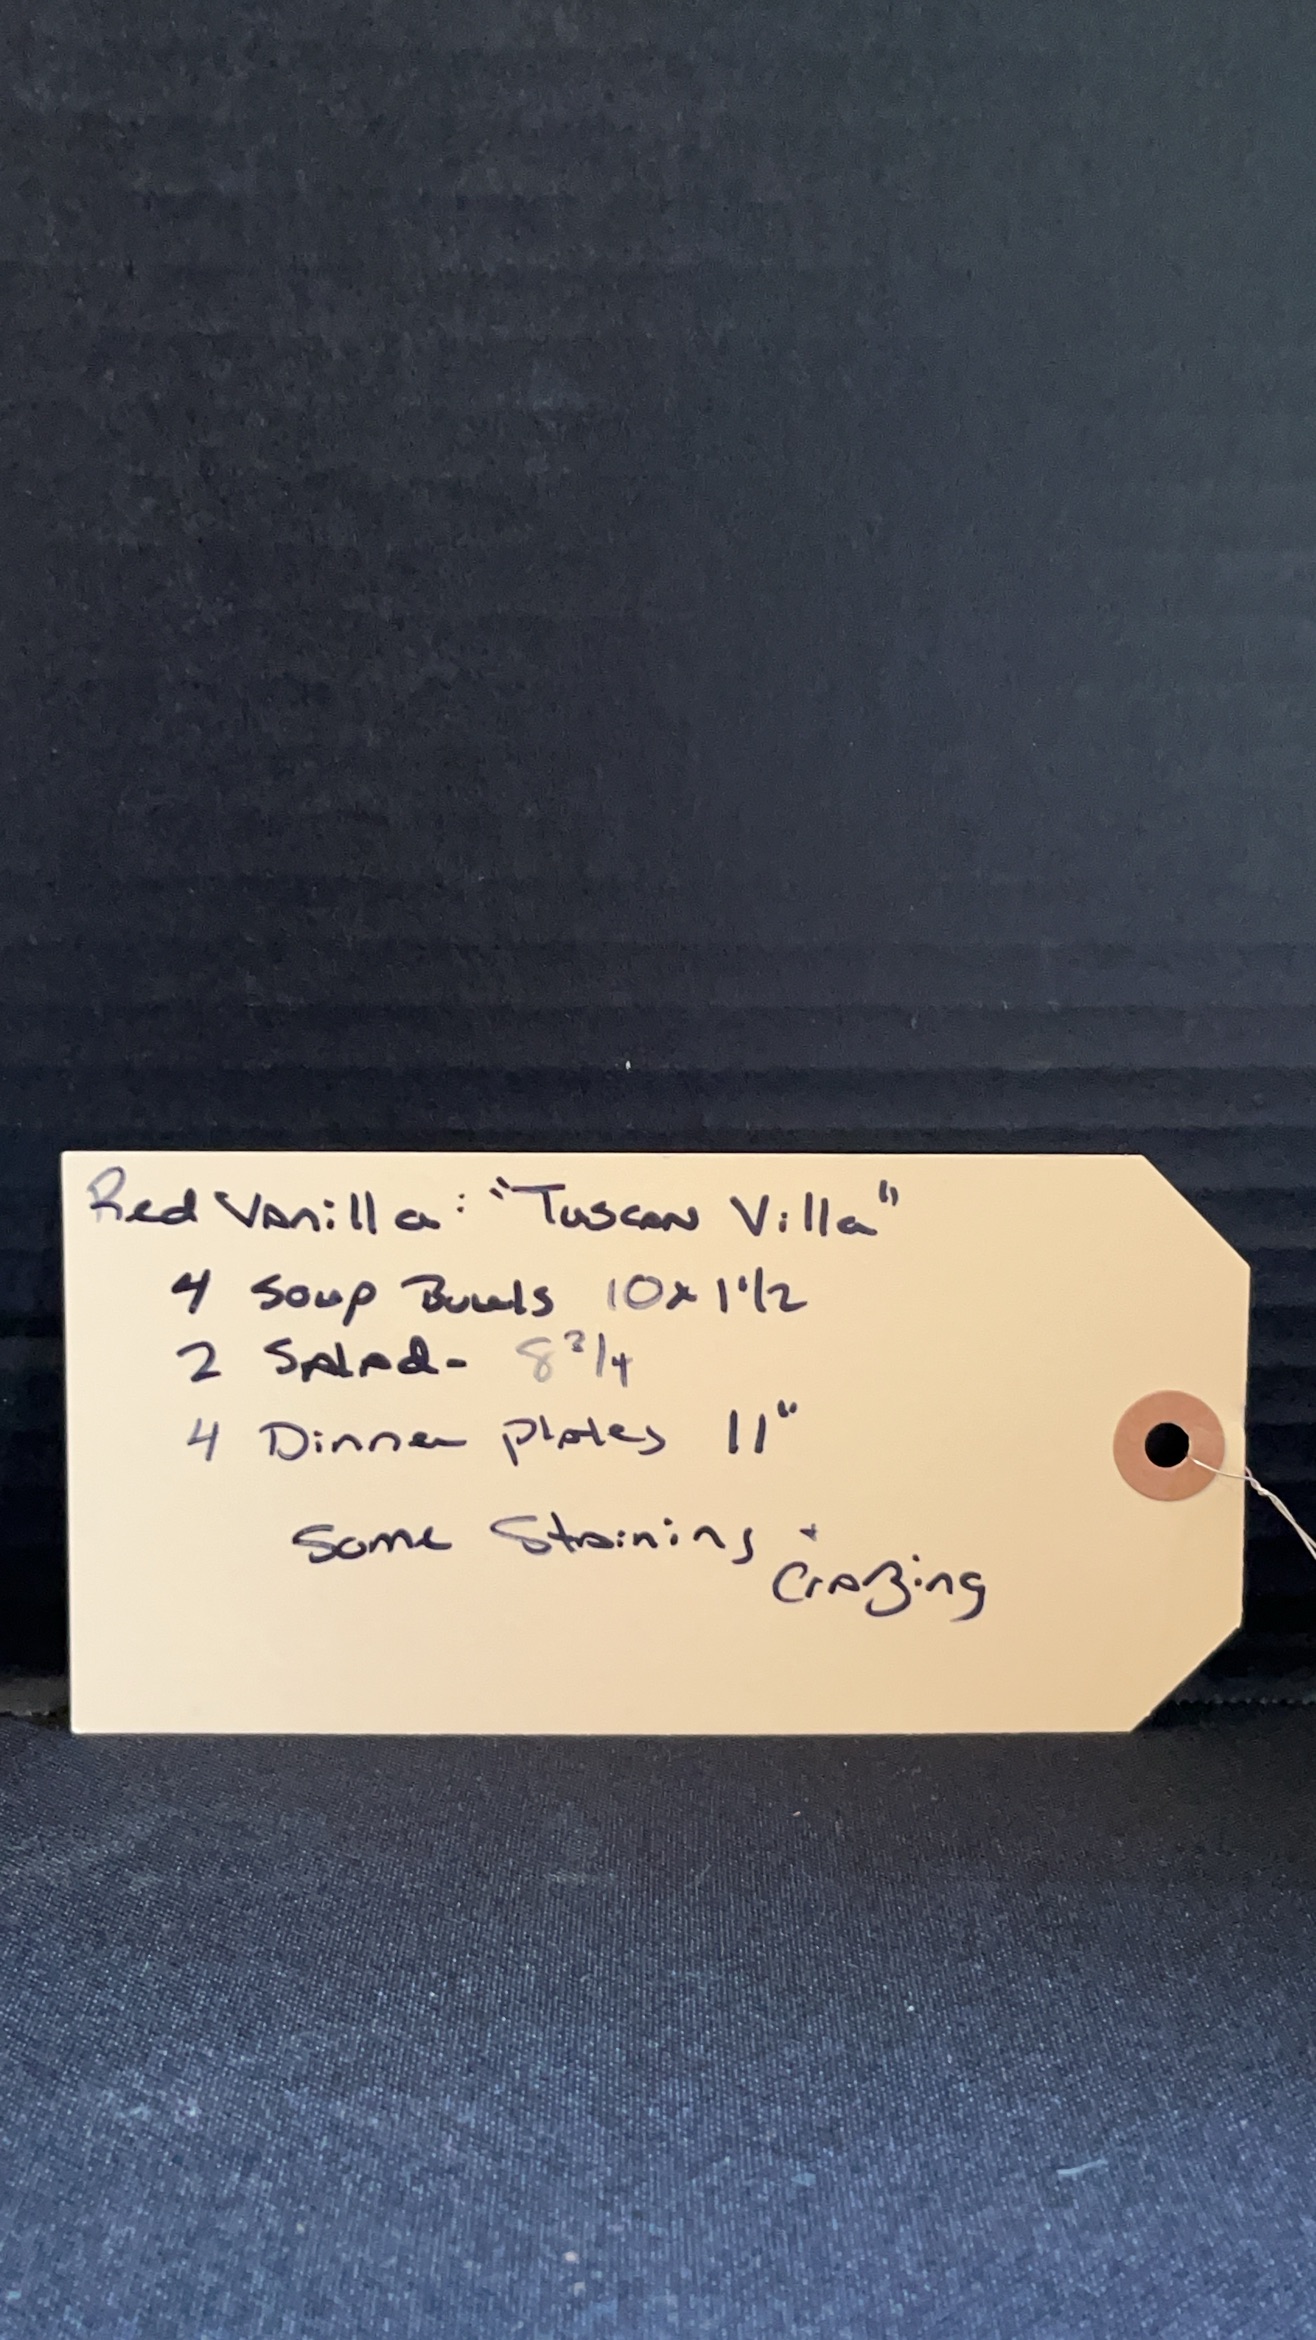 Red Vanilla: "Tuscan Villa"
4 Soup Bowls 10x1 1/2
2 Salad- 8 3/4
4 Dinner plates 11"
Some Staining +
Crazing